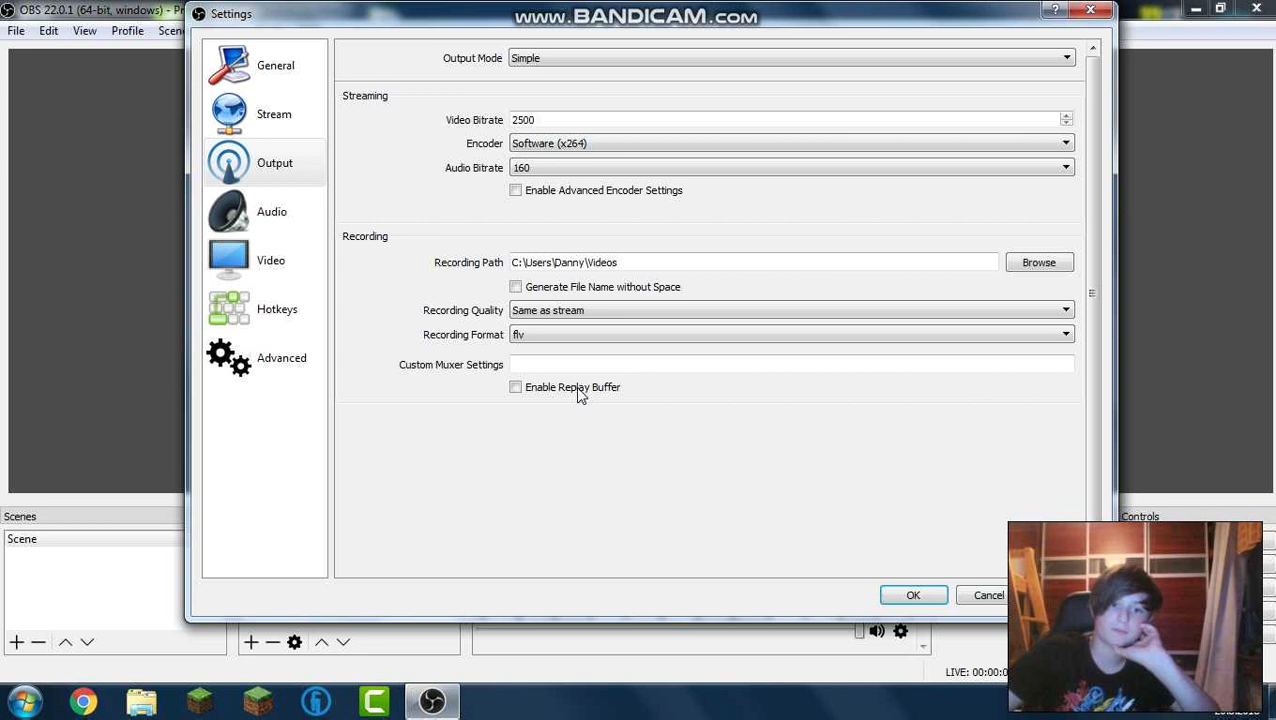 OBS 22.0.1 (64-bit, windows) - P
Settings
www.BANDICAM.com
File Edit View Profile Scen
General
Stream
Output
Audio
Video
Hotkeys
Advanced
Output Mode Simple
Streaming
Video Bitrate 2500
Encoder Software (x264)
Audio Bitrate 160
Enable Advanced Encoder Settings
Recording
Recording Path C:\Users\Danny\Videos Browse
Generate File Name without Space
Recording Quality Same as stream
Recording Format flv
Custom Muxer Settings
Enable Replay Buffer
OK Cancel
Scenes
Scene
Controls
LIVE: 00:00:0